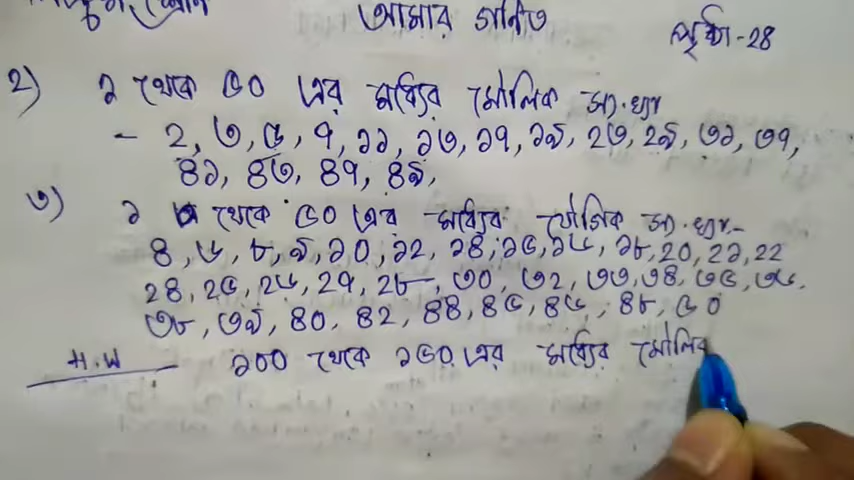 আমার গণিত
পৃষ্ঠা-28
২) ১ থেকে ৫০ এর মধ্যের মৌলিক সংখ্যা
- ২, ৩, ৫, ৭, ১১, ১৩, ১৭, ১৯, ২৩, ২৯, ৩১, ৩৭,
৪১, ৪৩, ৪৭, ৪৯,
৩) ১ থেকে ৫০ এর মধ্যের যৌগিক সংখ্যা-
৪, ৬, ৮, ৯, ১০, ১২, ১৪, ১৫, ১৬, ১৮, ২০, ২১, ২২
২৪, ২৫, ২৬, ২৭, ২৮, ৩০, ৩২, ৩৩, ৩৪, ৩৫, ৩৬,
৩৮, ৩৯, ৪০, ৪২, ৪৪, ৪৫, ৪৬, ৪৮, ৫০
H.W ১০০ থেকে ১৫০ এর মধ্যের মৌলিক